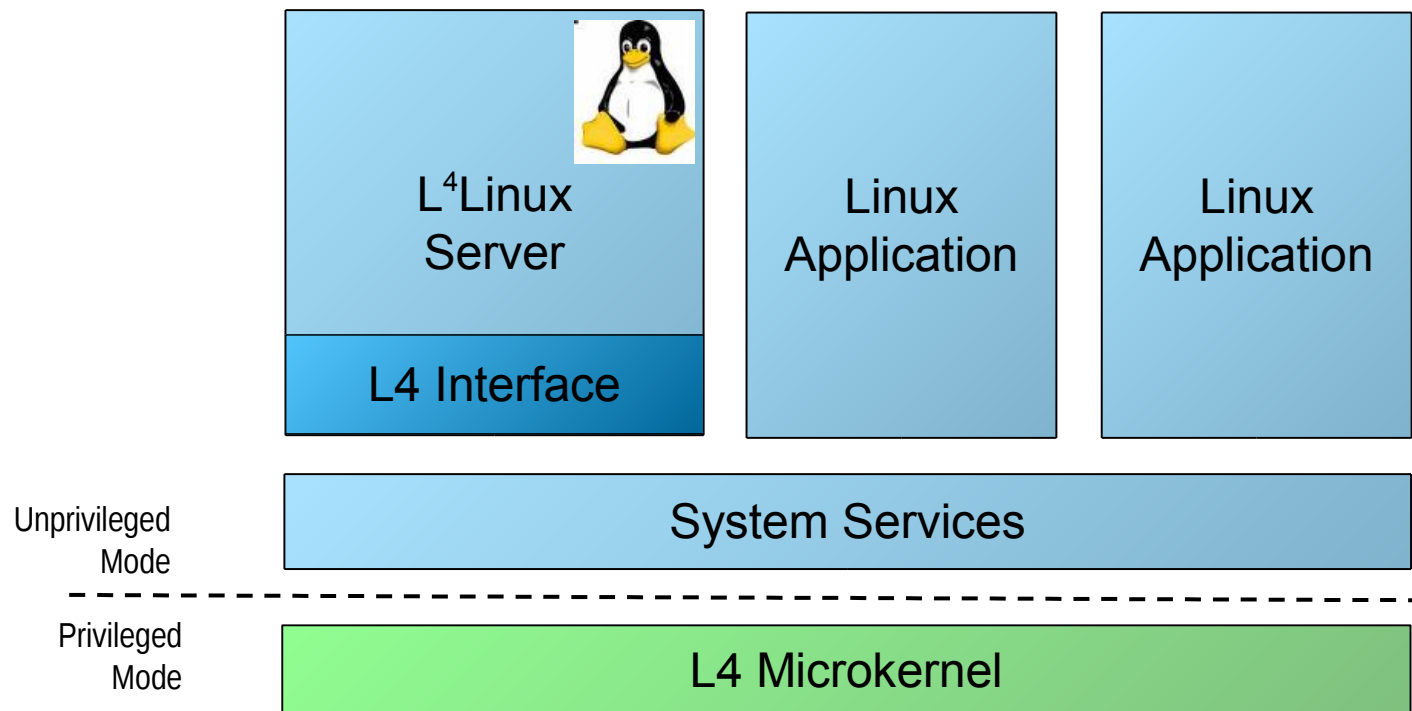 L⁴Linux
Server
Linux
Application
Linux
Application
L4 Interface
System Services
Unprivileged
Mode
Privileged
Mode
L4 Microkernel